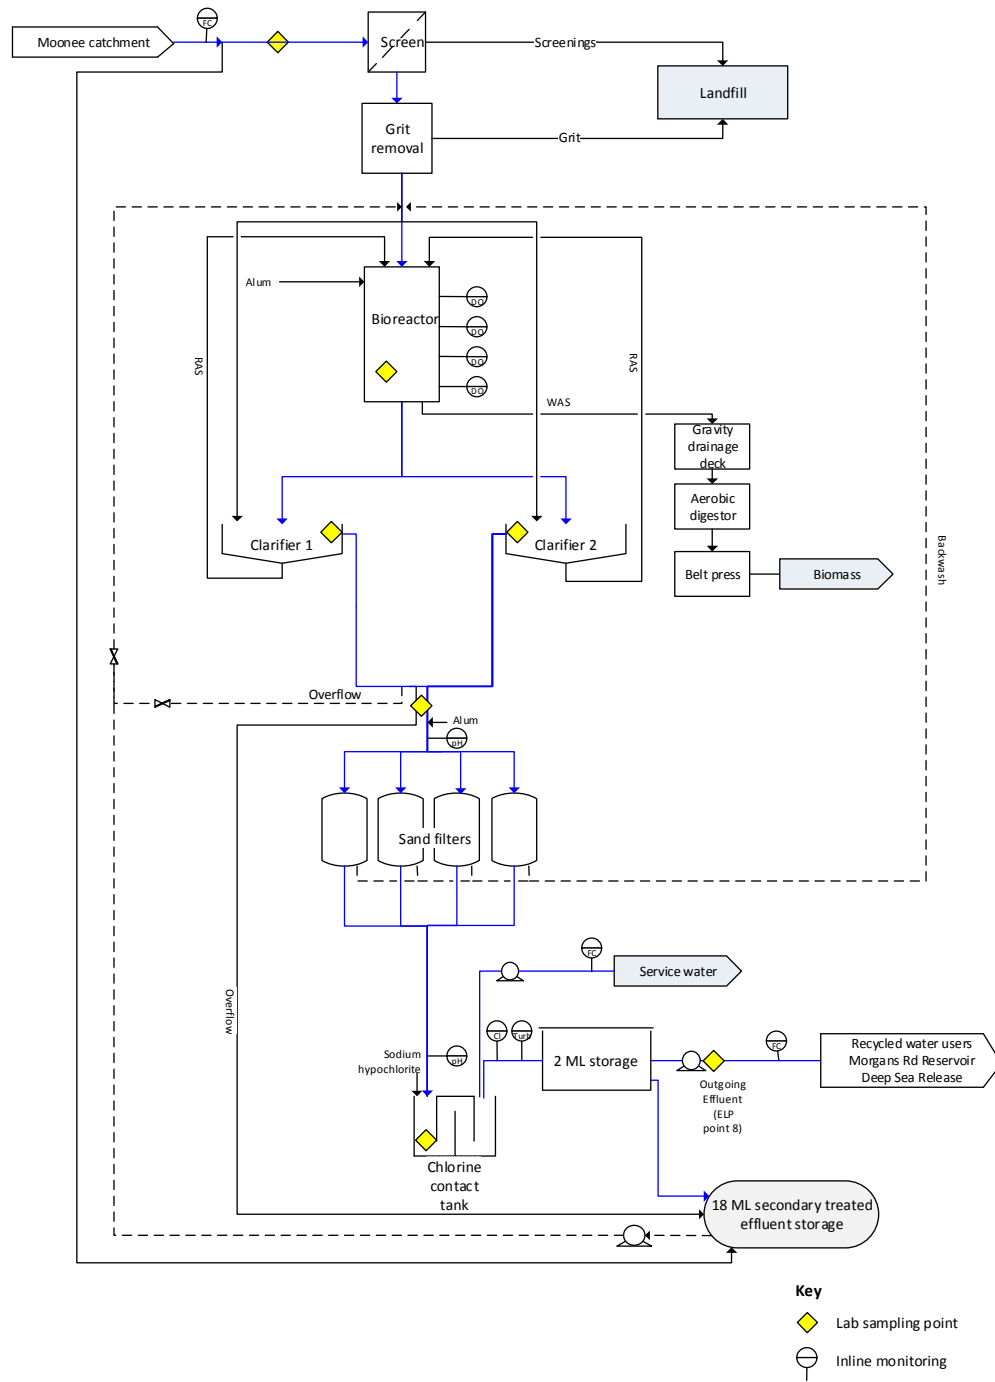 FC
Moonee catchment
Screen
Screenings
Landfill
Grit
removal
Grit
Alum
Bioreactor
DO
DO
DO
DO
RAS
RAS
WAS
Gravity
drainage
deck
Aerobic
digestor
Clarifier 1
Clarifier 2
Belt press
Biomass
Backwash
Overflow
Alum
pH
Sand filters
FC
Service water
Overflow
Cl
Turb
FC
Sodium
hypochlorite
pH
2 ML storage
Recycled water users
Morgans Rd Reservoir
Deep Sea Release
Outgoing
Effluent
(ELP
point 8)
Chlorine
contact
tank
18 ML secondary treated
effluent storage
Key
Lab sampling point
Inline monitoring